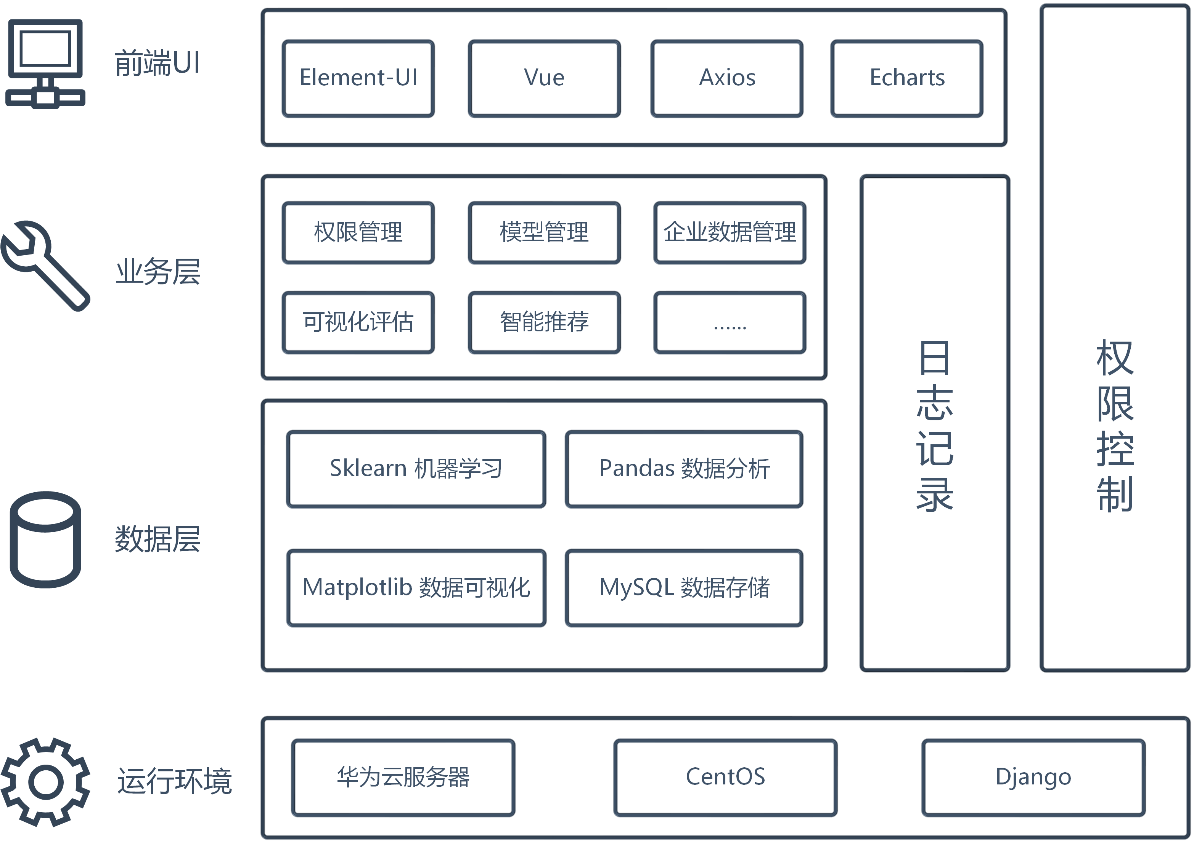 前端UI
Element-UI
Vue
Axios
Echarts
业务层
权限管理
模型管理
企业数据管理
可视化评估
智能推荐
......
数据层
Sklearn 机器学习
Pandas 数据分析
Matplotlib 数据可视化
MySQL 数据存储
日志记录
权限控制
运行环境
华为云服务器
CentOS
Django